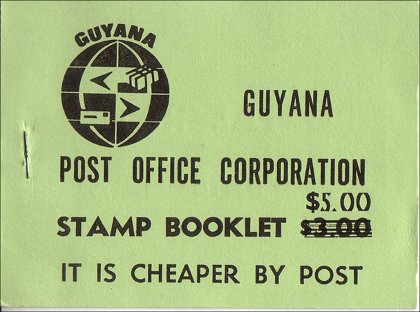 GUYANA
GUYANA
POST OFFICE CORPORATION
$5.00
STAMP BOOKLET $3.00
IT IS CHEAPER BY POST